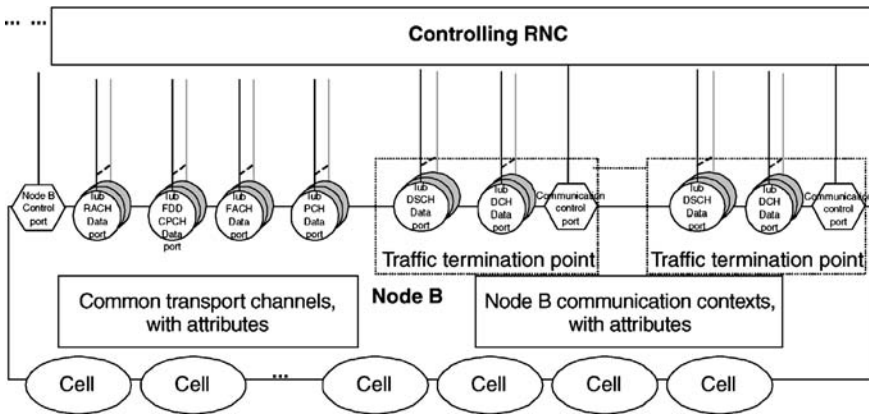 ... ...
Controlling RNC
Node B
Control
port
Iub
RACH
Data
port
Iub
FDD
CPCH
Data
port
Iub
FACH
Data
port
Iub
PCH
Data
port
Iub
DSCH
Data
port
Iub
DCH
Data
port
Communication
control
port
Iub
DSCH
Data
port
Iub
DCH
Data
port
Communication
control
port
Traffic termination point
Traffic termination point
Node B
Common transport channels,
with attributes
Node B communication contexts,
with attributes
Cell
Cell
...
Cell
Cell
Cell
Cell